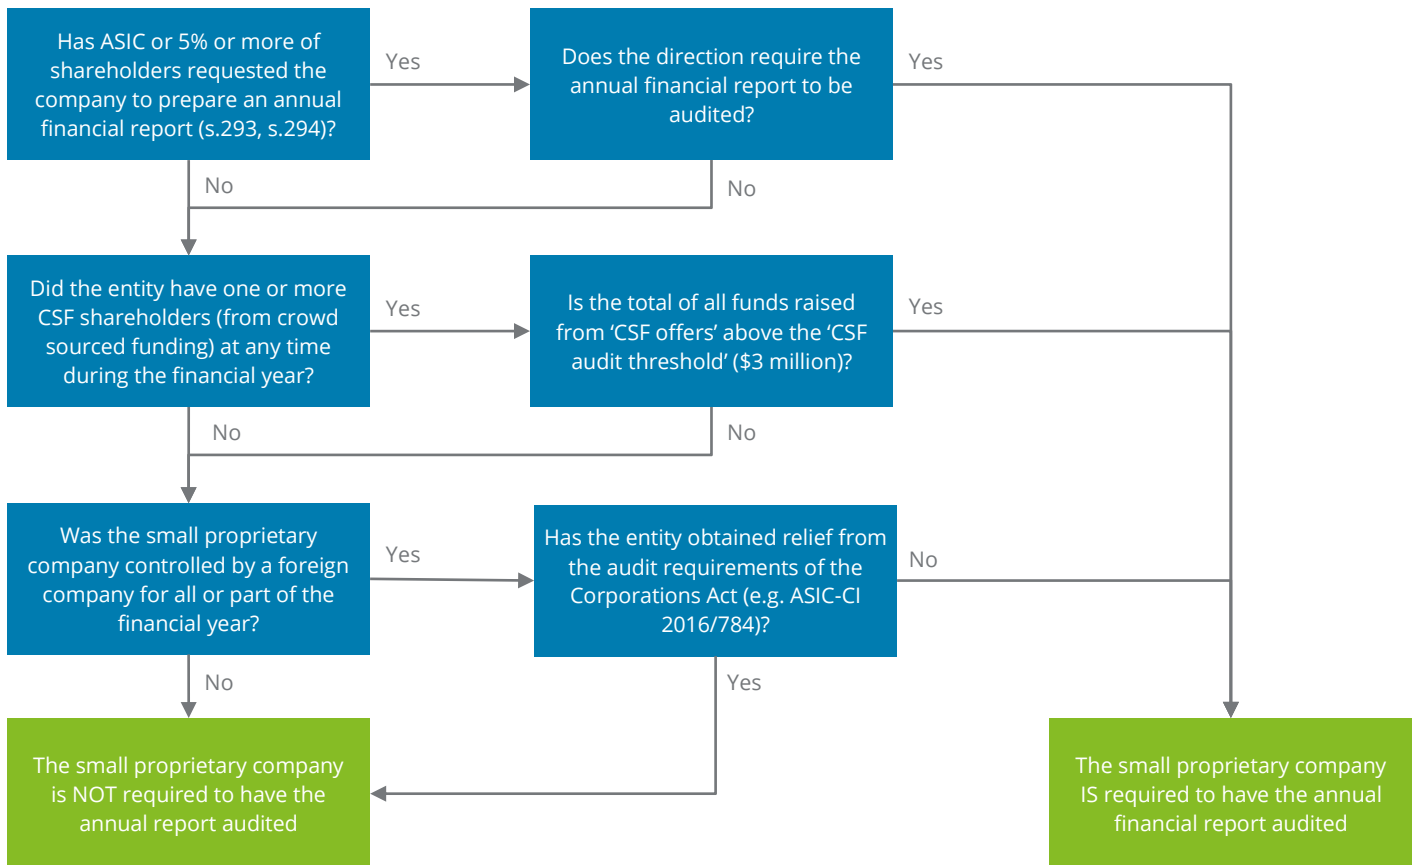 Has ASIC or 5% or more of
shareholders requested the
company to prepare an annual
financial report (s.293, s.294)?
Yes
Does the direction require the
annual financial report to be
audited?
Yes
No
No
Did the entity have one or more
CSF shareholders (from crowd
sourced funding) at any time
during the financial year?
Yes
Is the total of all funds raised
from ‘CSF offers’ above the ‘CSF
audit threshold’ ($3 million)?
Yes
No
No
Was the small proprietary
company controlled by a foreign
company for all or part of the
financial year?
Yes
Has the entity obtained relief from
the audit requirements of the
Corporations Act (e.g. ASIC-CI
2016/784)?
No
No
Yes
The small proprietary company
is NOT required to have the
annual report audited
The small proprietary company
IS required to have the annual
financial report audited